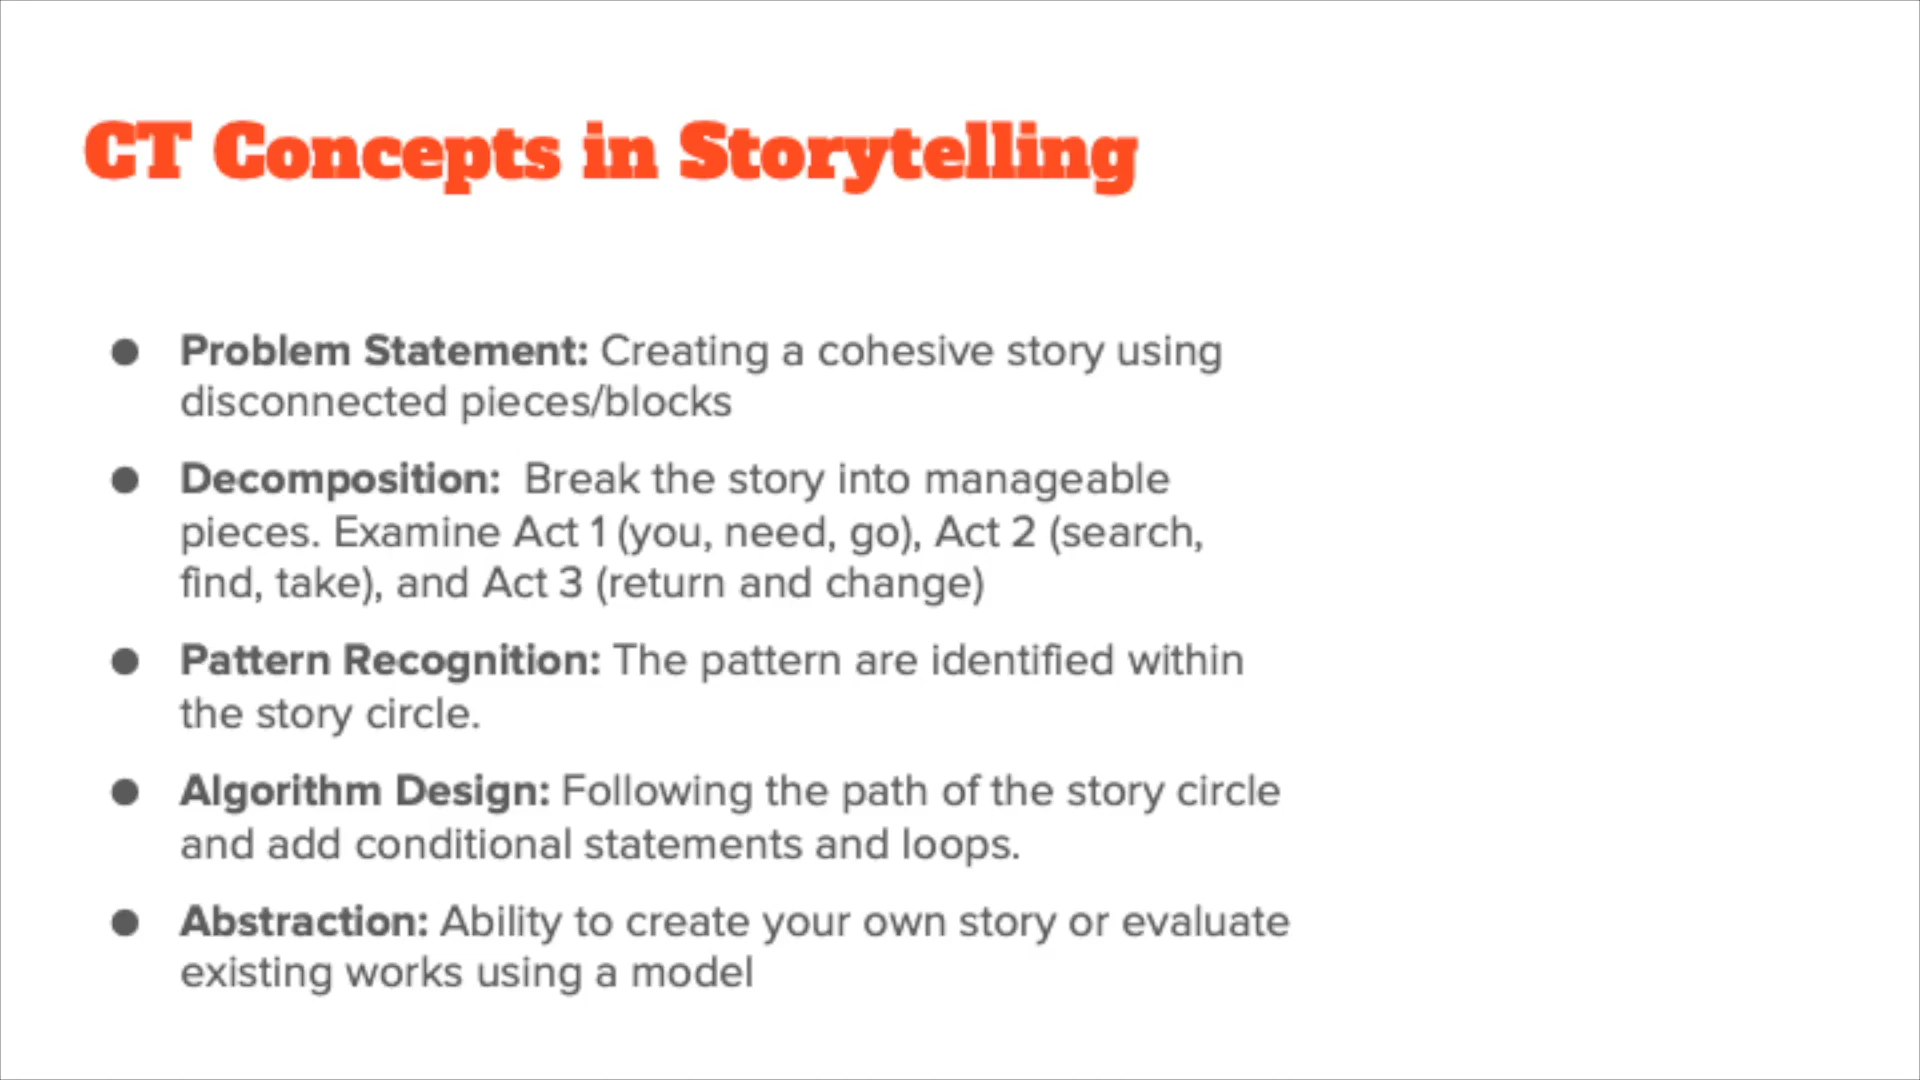 CT Concepts in Storytelling
● Problem Statement: Creating a cohesive story using
disconnected pieces/blocks
● Decomposition: Break the story into manageable
pieces. Examine Act 1 (you, need, go), Act 2 (search,
find, take), and Act 3 (return and change)
● Pattern Recognition: The pattern are identified within
the story circle.
● Algorithm Design: Following the path of the story circle
and add conditional statements and loops.
● Abstraction: Ability to create your own story or evaluate
existing works using a model